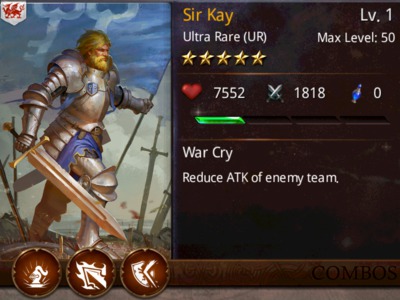 Sir Kay
Lv. 1
Ultra Rare (UR)
Max Level: 50
7552
1818
0
War Cry
Reduce ATK of enemy team.
COMBOS